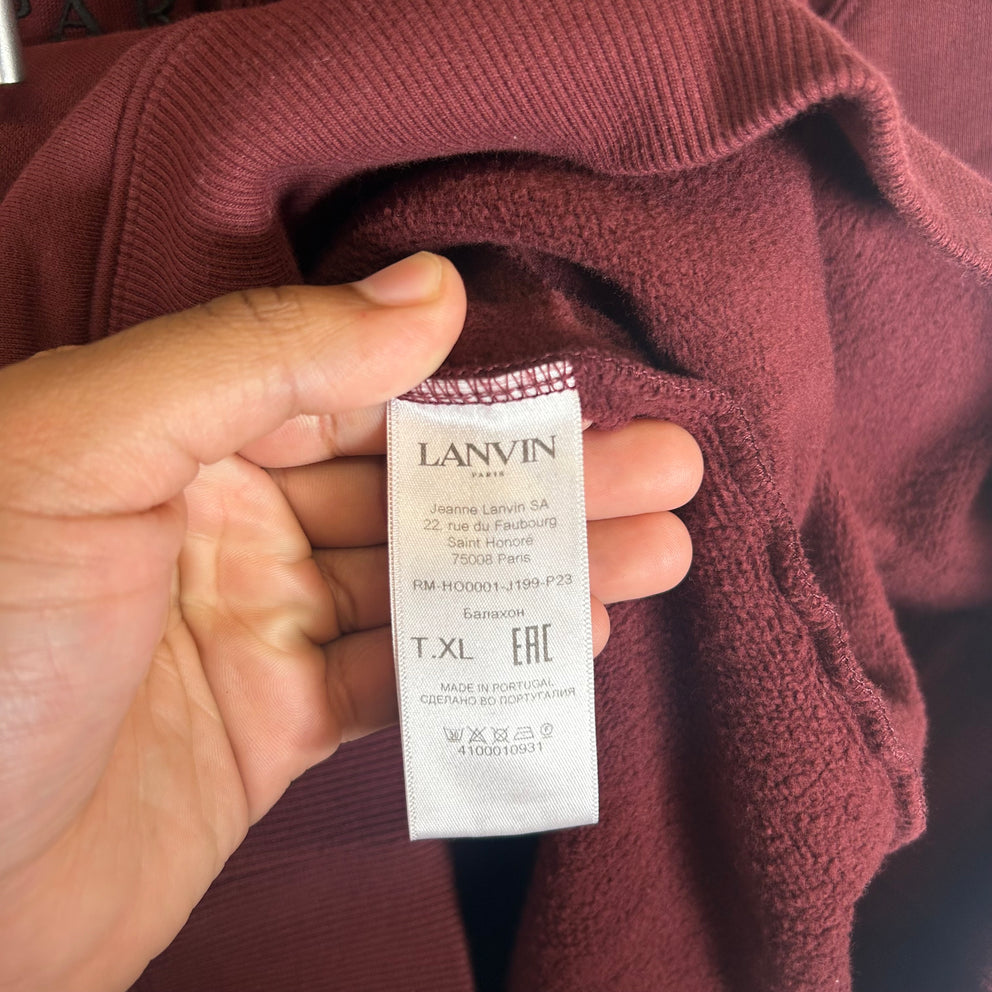 PAR
LANVIN
PARIS
Jeanne Lanvin SA
22, rue du Faubourg
Saint Honoré
75008 Paris
RM-HO0001-J199-P23
Балахон
T.XL EAC
MADE IN PORTUGAL
СДЕЛАНО ВО ПОРТУГАЛИЯ
4100010931